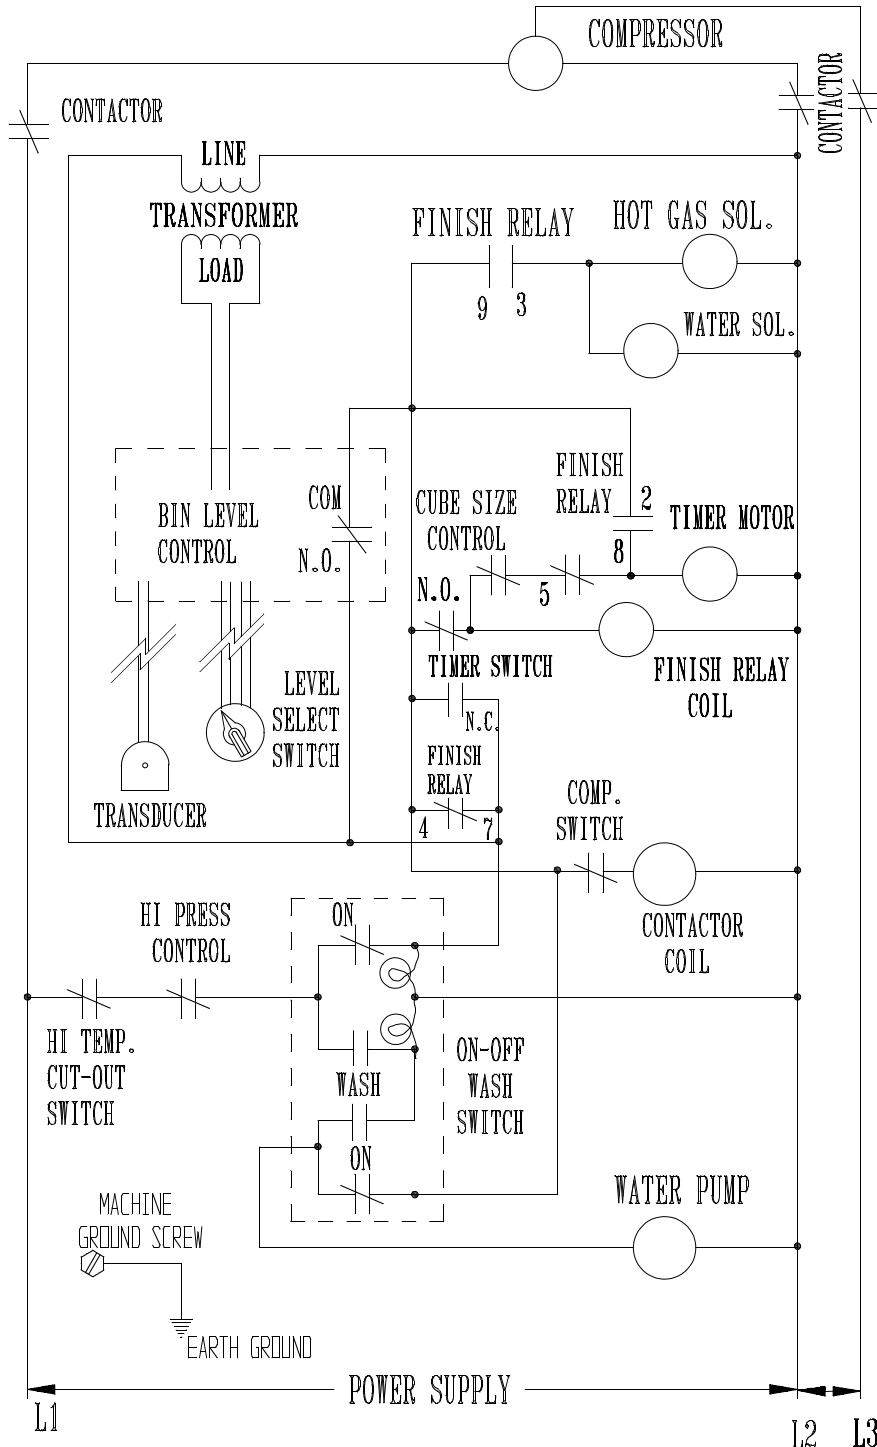 COMPRESSOR
CONTACTOR
CONTACTOR
LINE
TRANSFORMER
LOAD
FINISH RELAY
9 3
HOT GAS SOL.
WATER SOL.
BIN LEVEL
CONTROL
COM
N.O.
CUBE SIZE
CONTROL
FINISH
RELAY
2
8
5
TIMER MOTOR
N.O.
TIMER SWITCH
N.C.
FINISH RELAY
COIL
LEVEL
SELECT
SWITCH
TRANSDUCER
FINISH
RELAY
4 7
COMP.
SWITCH
CONTACTOR
COIL
HI PRESS
CONTROL
HI TEMP.
CUT-OUT
SWITCH
ON
WASH
ON
ON-OFF
WASH
SWITCH
WATER PUMP
MACHINE
GROUND SCREW
EARTH GROUND
POWER SUPPLY
L1
L2
L3